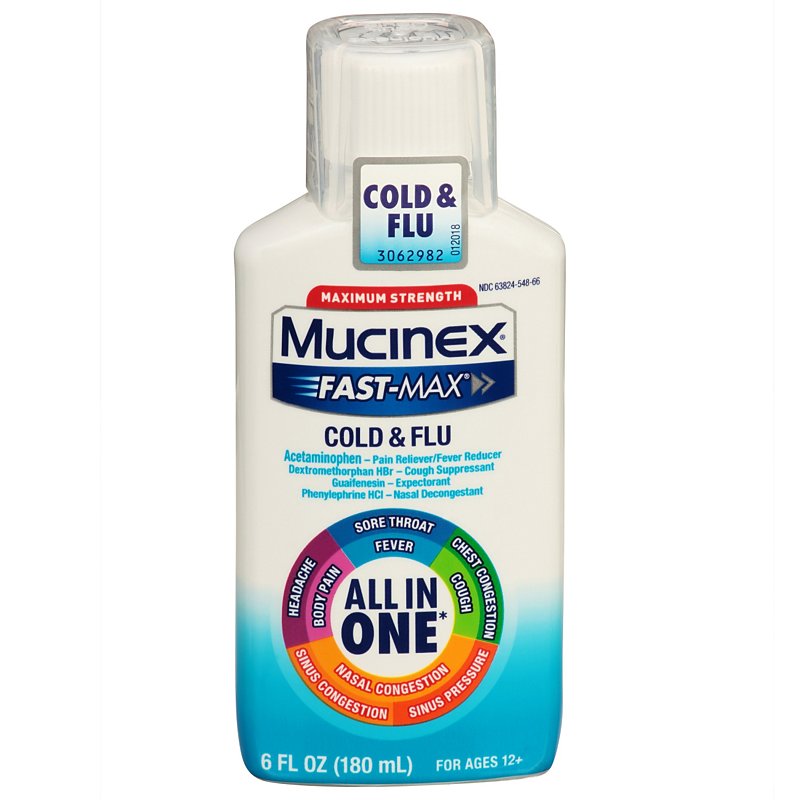 COLD &
FLU
3062982
012018
NDC 63824-548-66
MAXIMUM STRENGTH
Mucinex®
FAST-MAX®
COLD & FLU
Acetaminophen – Pain Reliever/Fever Reducer
Dextromethorphan HBr – Cough Suppressant
Guaifenesin – Expectorant
Phenylephrine HCl – Nasal Decongestant
SORE THROAT
FEVER
HEADACHE
BODY PAIN
CHEST CONGESTION
COUGH
ALL IN
ONE*
NASAL CONGESTION
SINUS CONGESTION
SINUS PRESSURE
6 FL OZ (180 mL)
FOR AGES 12+